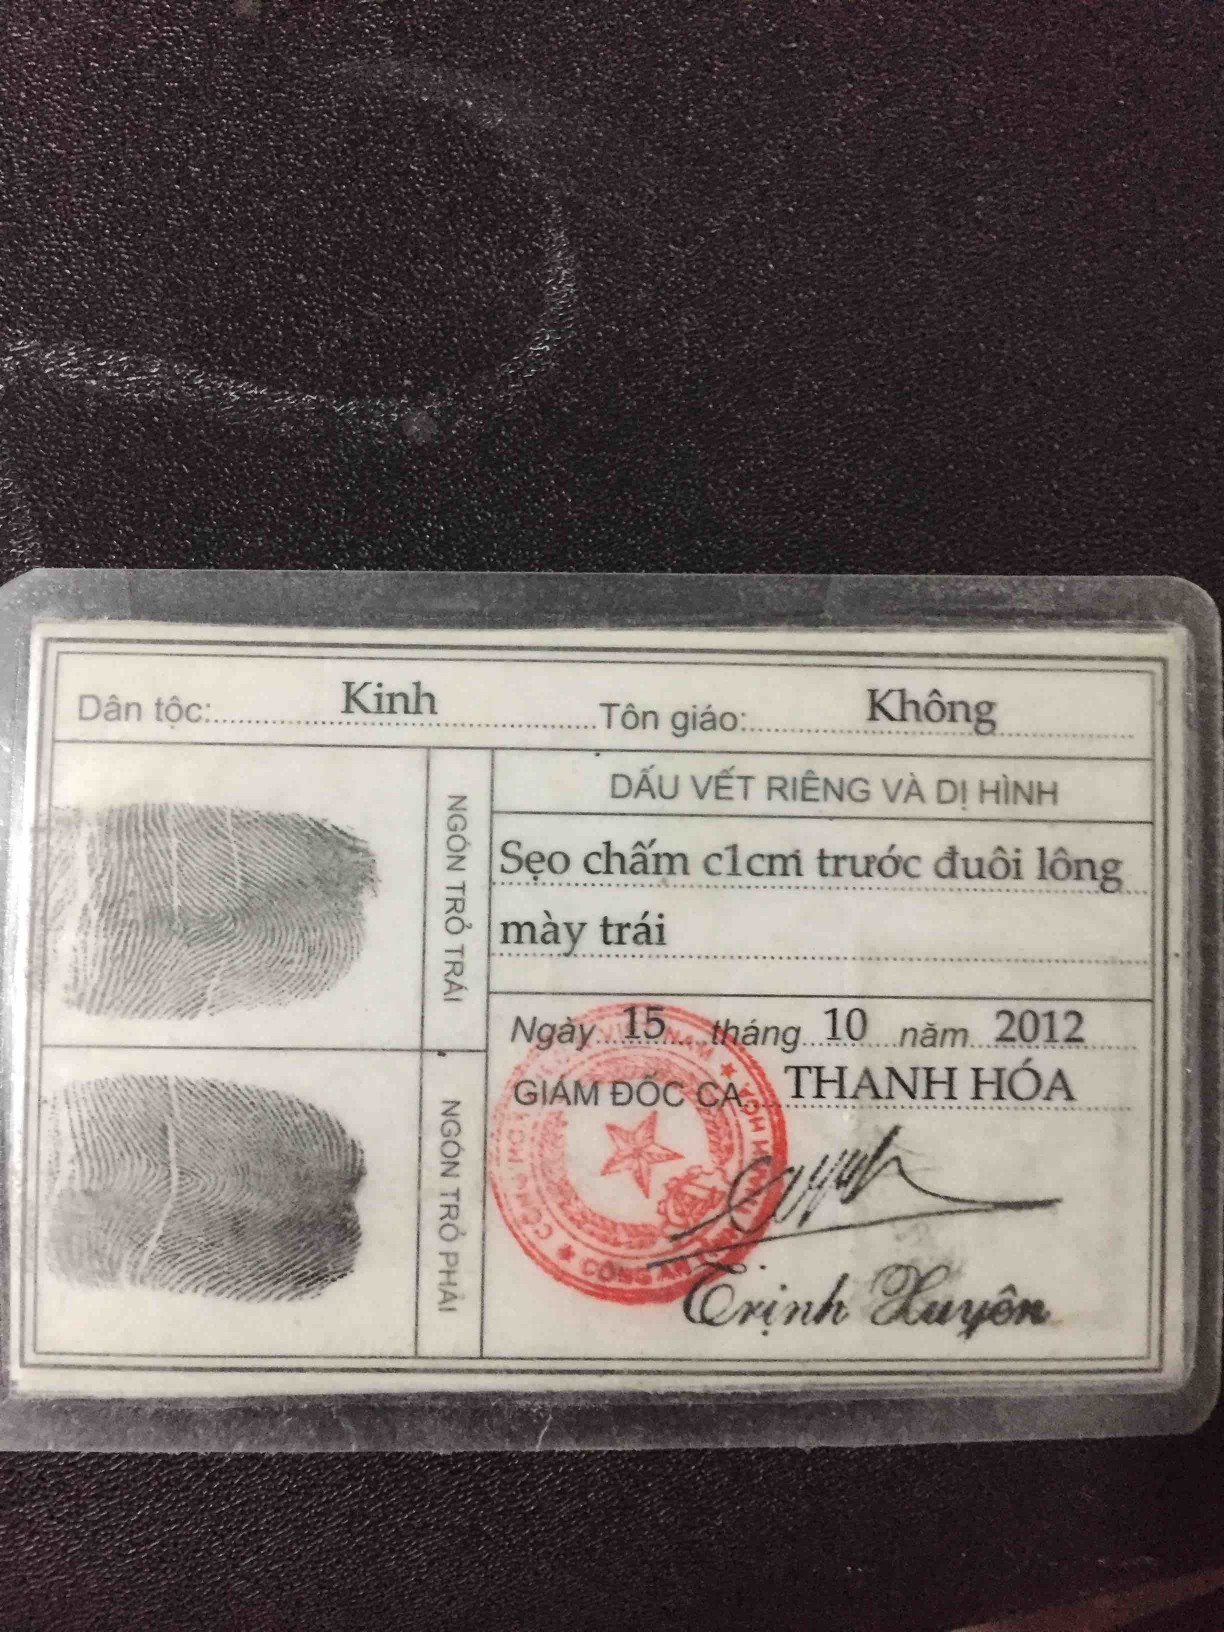 Dân tộc: Kinh Tôn giáo: Không
NGÓN TRỎ TRÁI
NGÓN TRỎ PHẢI
DẤU VẾT RIÊNG VÀ DỊ HÌNH
Sẹo chấm c1cm trước đuôi lông
mày trái
Ngày 15 tháng 10 năm 2012
GIÁM ĐỐC CA THANH HÓA
CÔNG AN
Trịnh Xuyên